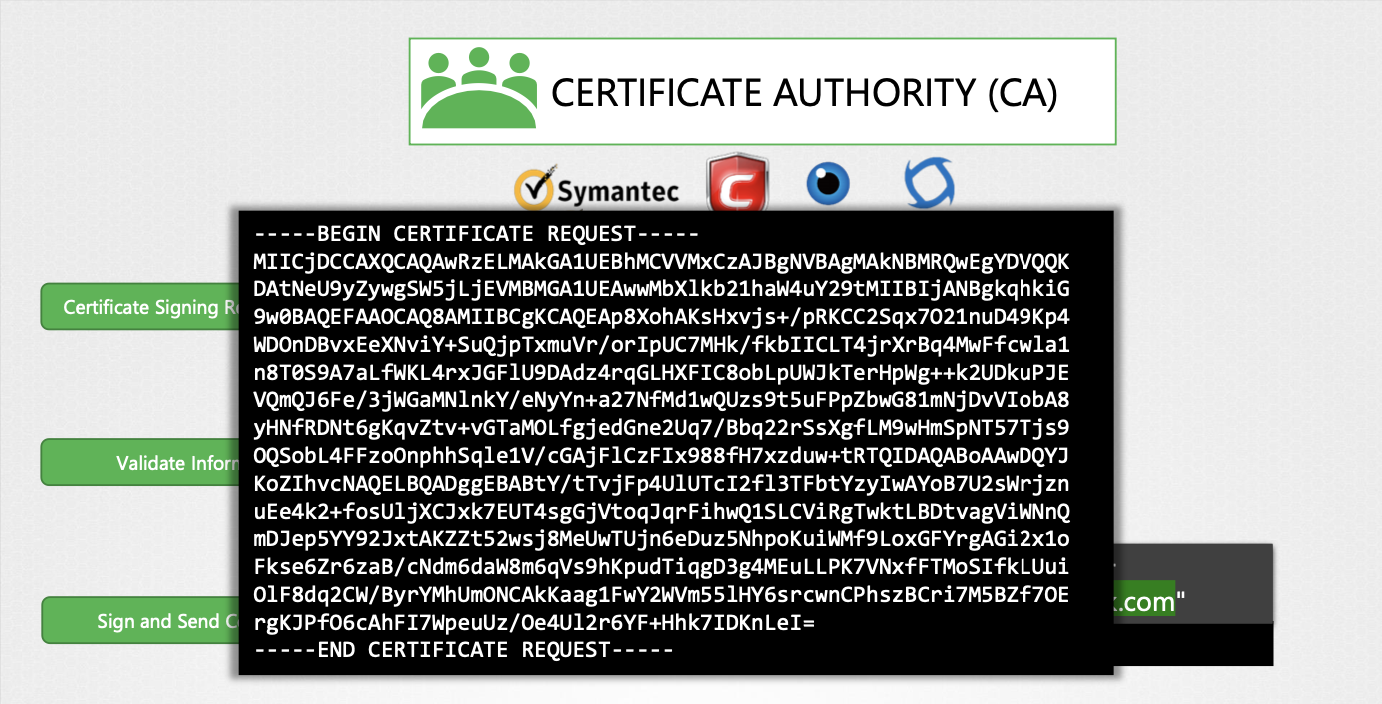 CERTIFICATE AUTHORITY (CA)
Symantec
-----BEGIN CERTIFICATE REQUEST-----
MIICjDCCAXQCAQAwRzELMAkGA1UEBhMCVVMxCzAJBgNVBAgMAkNBMRQwEgYDVQQK
DAtNeU9yZywgSW5jLjEVMBMGA1UEAwwMbXlkb21haW4uY29tMIIBIjANBgkqhkiG
9w0BAQEFAAOCAQ8AMIIBCgKCAQEAp8XohAKsHxvjs+/pRKCC2Sqx7O21nuD49Kp4
WDOnDBvxEeXNviY+SuQjpTxmuVr/orIpUC7MHk/fkbIICLT4jrXrBq4MwFfcwla1
n8T0S9A7aLfWKL4rxJGFlU9DAdz4rqGLHXFIC8obLpUWJkTerHpWg++k2UDkuPJE
VQmQJ6Fe/3jWGaMNlnkY/eNyYn+a27NfMd1wQUzs9t5uFPpZbwG81mNjDvVIobA8
yHNfRDNt6gKqvZtv+vGTaMOLfgjedGne2Uq7/Bbq22rSsXgfLM9wHmSpNT57Tjs9
OQSobL4FFzoOnphhSqle1V/cGAjFlCzFIx988fH7xzduw+tRTQIDAQABoAAwDQYJ
KoZIhvcNAQELBQADggEBABtY/tTvjFp4UlUTcI2fl3TFbtYzyIwAYoB7U2sWrjzn
uEe4k2+fosUljXCJxk7EUT4sgGjVtoqJqrFihwQ1SLCViRgTwktLBDtvagViWNnQ
mDJep5YY92JxtAKZZt52wsj8MeUwTUjn6eDuz5NhpoKuiWMf9LoxGFYrgAGi2x1o
Fkse6Zr6zaB/cNdm6daW8m6qVs9hKpudTiqgD3g4MEuLLPK7VNxfFTMoSIfkLUui
OlF8dq2CW/ByrYMhUmONCAkKaag1FwY2WVm55lHY6srcwnCPhszBCri7M5BZf7OE
rgKJPfO6cAhFI7WpeuUz/Oe4Ul2r6YF+Hhk7IDKnLeI=
-----END CERTIFICATE REQUEST-----
Certificate Signing
Validate
Sign and Send
.com"